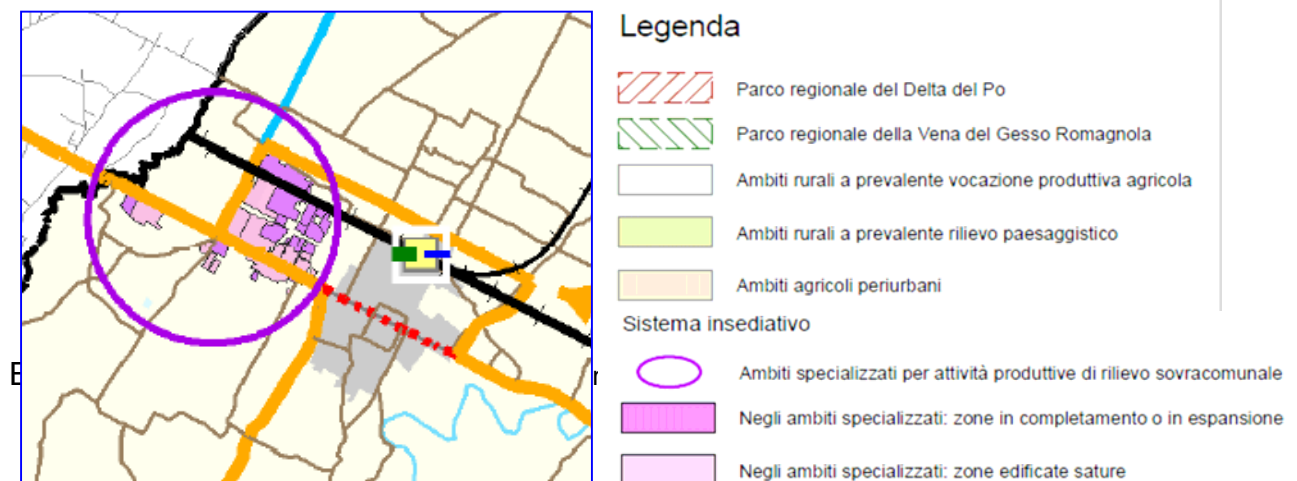 Legenda
Parco regionale del Delta del Po
Parco regionale della Vena del Gesso Romagnola
Ambiti rurali a prevalente vocazione produttiva agricola
Ambiti rurali a prevalente rilievo paesaggistico
Ambiti agricoli periurbani
Sistema insediativo
Ambiti specializzati per attività produttive di rilievo sovracomunale
Negli ambiti specializzati: zone in completamento o in espansione
Negli ambiti specializzati: zone edificate sature